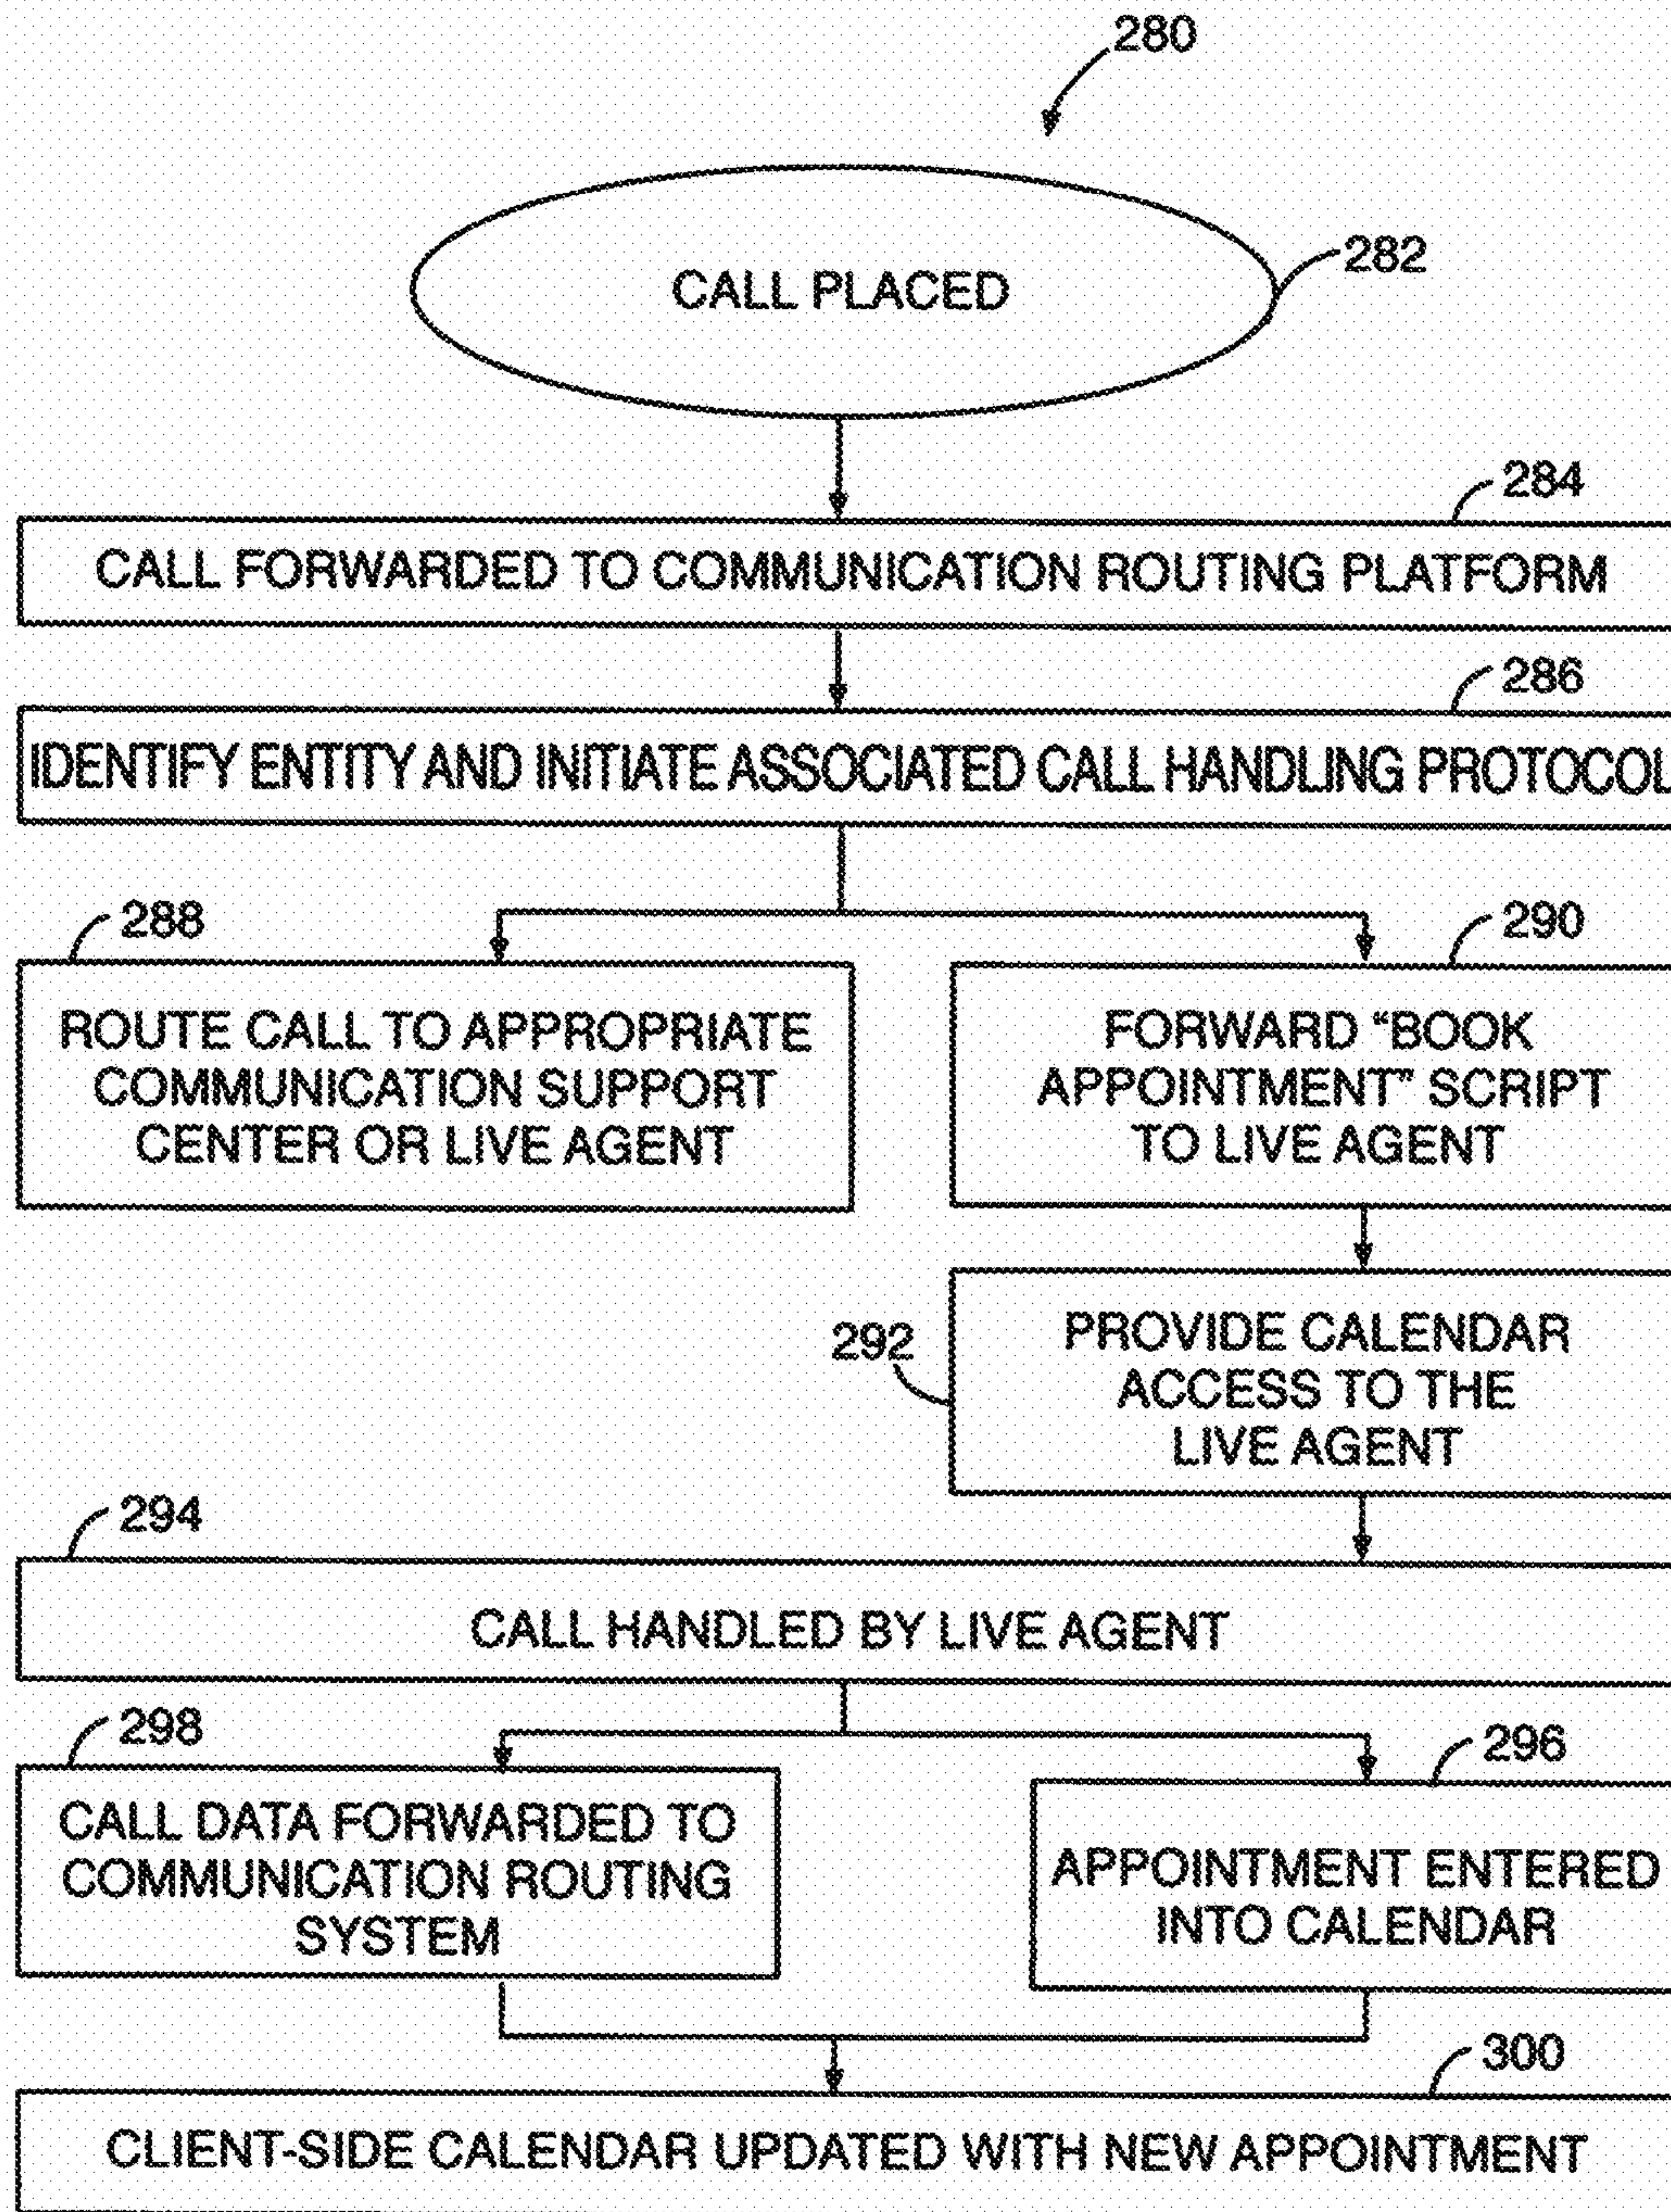 280
CALL PLACED
282
284
CALL FORWARDED TO COMMUNICATION ROUTING PLATFORM
286
IDENTIFY ENTITY AND INITIATE ASSOCIATED CALL HANDLING PROTOCOL
288
ROUTE CALL TO APPROPRIATE
COMMUNICATION SUPPORT
CENTER OR LIVE AGENT
290
FORWARD “BOOK
APPOINTMENT” SCRIPT
TO LIVE AGENT
292
PROVIDE CALENDAR
ACCESS TO THE
LIVE AGENT
294
CALL HANDLED BY LIVE AGENT
298
CALL DATA FORWARDED TO
COMMUNICATION ROUTING
SYSTEM
296
APPOINTMENT ENTERED
INTO CALENDAR
300
CLIENT-SIDE CALENDAR UPDATED WITH NEW APPOINTMENT